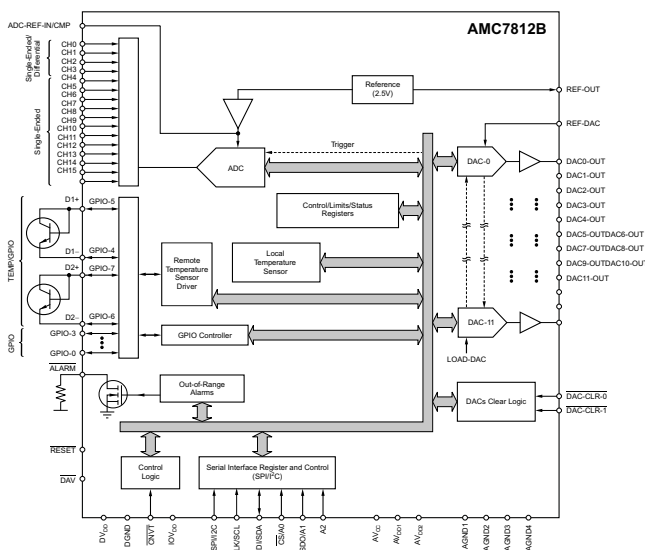 ADC-REF-IN/CMP
AMC7812B
Single-Ended/
Differential
CH0
CH1
CH2
CH3
Single-Ended
CH4
CH5
CH6
CH7
CH8
CH9
CH10
CH11
CH12
CH13
CH14
CH15
Reference
(2.5V)
REF-OUT
REF-DAC
Trigger
ADC
DAC-0
DAC0-OUT
DAC1-OUT
DAC2-OUT
DAC3-OUT
DAC4-OUT
DAC5-OUTDAC6-OUT
DAC7-OUTDAC8-OUT
DAC9-OUTDAC10-OUT
DAC11-OUT
Control/Limits/Status
Registers
TEMP/GPIO
D1+
GPIO-5
D1−
GPIO-4
D2+
GPIO-7
D2−
GPIO-6
GPIO
GPIO-3
GPIO-0
Remote
Temperature
Sensor
Driver
Local
Temperature
Sensor
GPIO Controller
DAC-11
LOAD-DAC
ALARM
Out-of-Range
Alarms
DACs Clear Logic
DAC-CLR-0
DAC-CLR-1
RESET
DAV
Control
Logic
Serial Interface Register and Control
(SPI/I²C)
DVDD
DGND
CNVT
IOVDD
SPI/I2C
LK/SCL
DI/SDA
CS/A0
SDO/A1
A2
AVCC
AVDD1
AVDD2
AGND1
AGND2
AGND3
AGND4